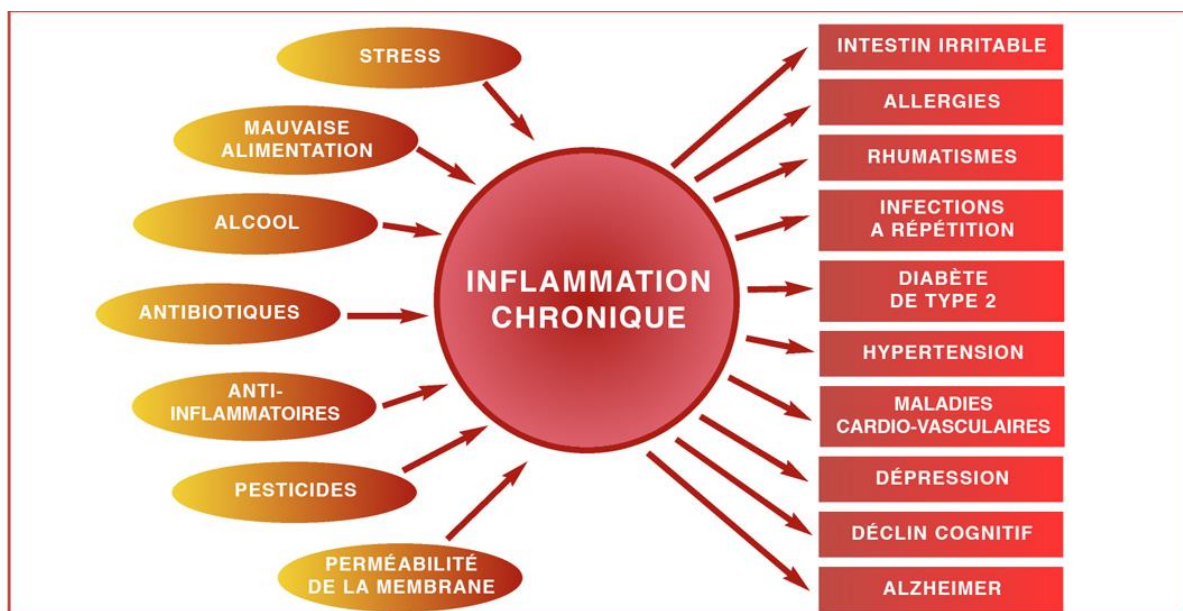 STRESS
MAUVAISE
ALIMENTATION
ALCOOL
ANTIBIOTIQUES
ANTI-
INFLAMMATOIRES
PESTICIDES
PERMÉABILITÉ
DE LA MEMBRANE
INFLAMMATION
CHRONIQUE
INTESTIN IRRITABLE
ALLERGIES
RHUMATISMES
INFECTIONS
A RÉPÉTITION
DIABÈTE
DE TYPE 2
HYPERTENSION
MALADIES
CARDIO-VASCULAIRES
DÉPRESSION
DÉCLIN COGNITIF
ALZHEIMER